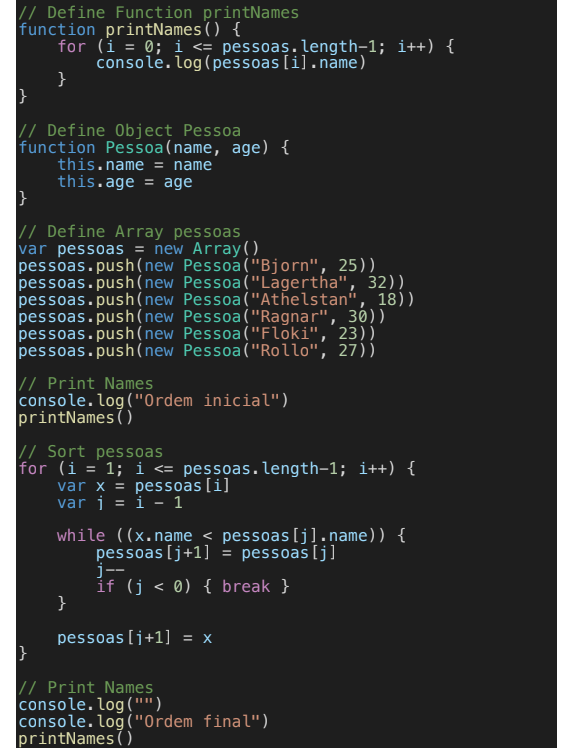 // Define Function printNames
function printNames() {
    for (i = 0; i <= pessoas.length-1; i++) {
        console.log(pessoas[i].name)
    }
}

// Define Object Pessoa
function Pessoa(name, age) {
    this.name = name
    this.age = age
}

// Define Array pessoas
var pessoas = new Array()
pessoas.push(new Pessoa("Bjorn", 25))
pessoas.push(new Pessoa("Lagertha", 32))
pessoas.push(new Pessoa("Athelstan", 18))
pessoas.push(new Pessoa("Ragnar", 30))
pessoas.push(new Pessoa("Floki", 23))
pessoas.push(new Pessoa("Rollo", 27))

// Print Names
console.log("Ordem inicial")
printNames()

// Sort pessoas
for (i = 1; i <= pessoas.length-1; i++) {
    var x = pessoas[i]
    var j = i - 1

    while ((x.name < pessoas[j].name)) {
        pessoas[j+1] = pessoas[j]
        j--
        if (j < 0) { break }
    }

    pessoas[j+1] = x
}

// Print Names
console.log("")
console.log("Ordem final")
printNames()